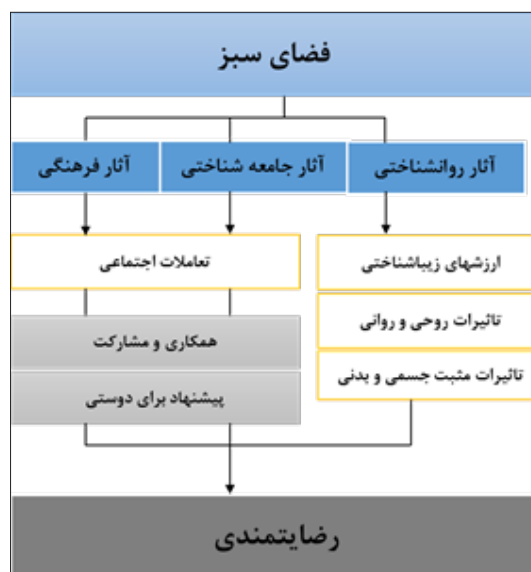 فضای سبز
آثار روانشناختی
آثار جامعه شناختی
آثار فرهنگی
ارزشهای زیباشناختی
تعاملات اجتماعی
تاثیرات روحی و روانی
همکاری و مشارکت
تاثیرات مثبت جسمی و بدنی
پیشنهاد برای دوستی
رضایتمندی